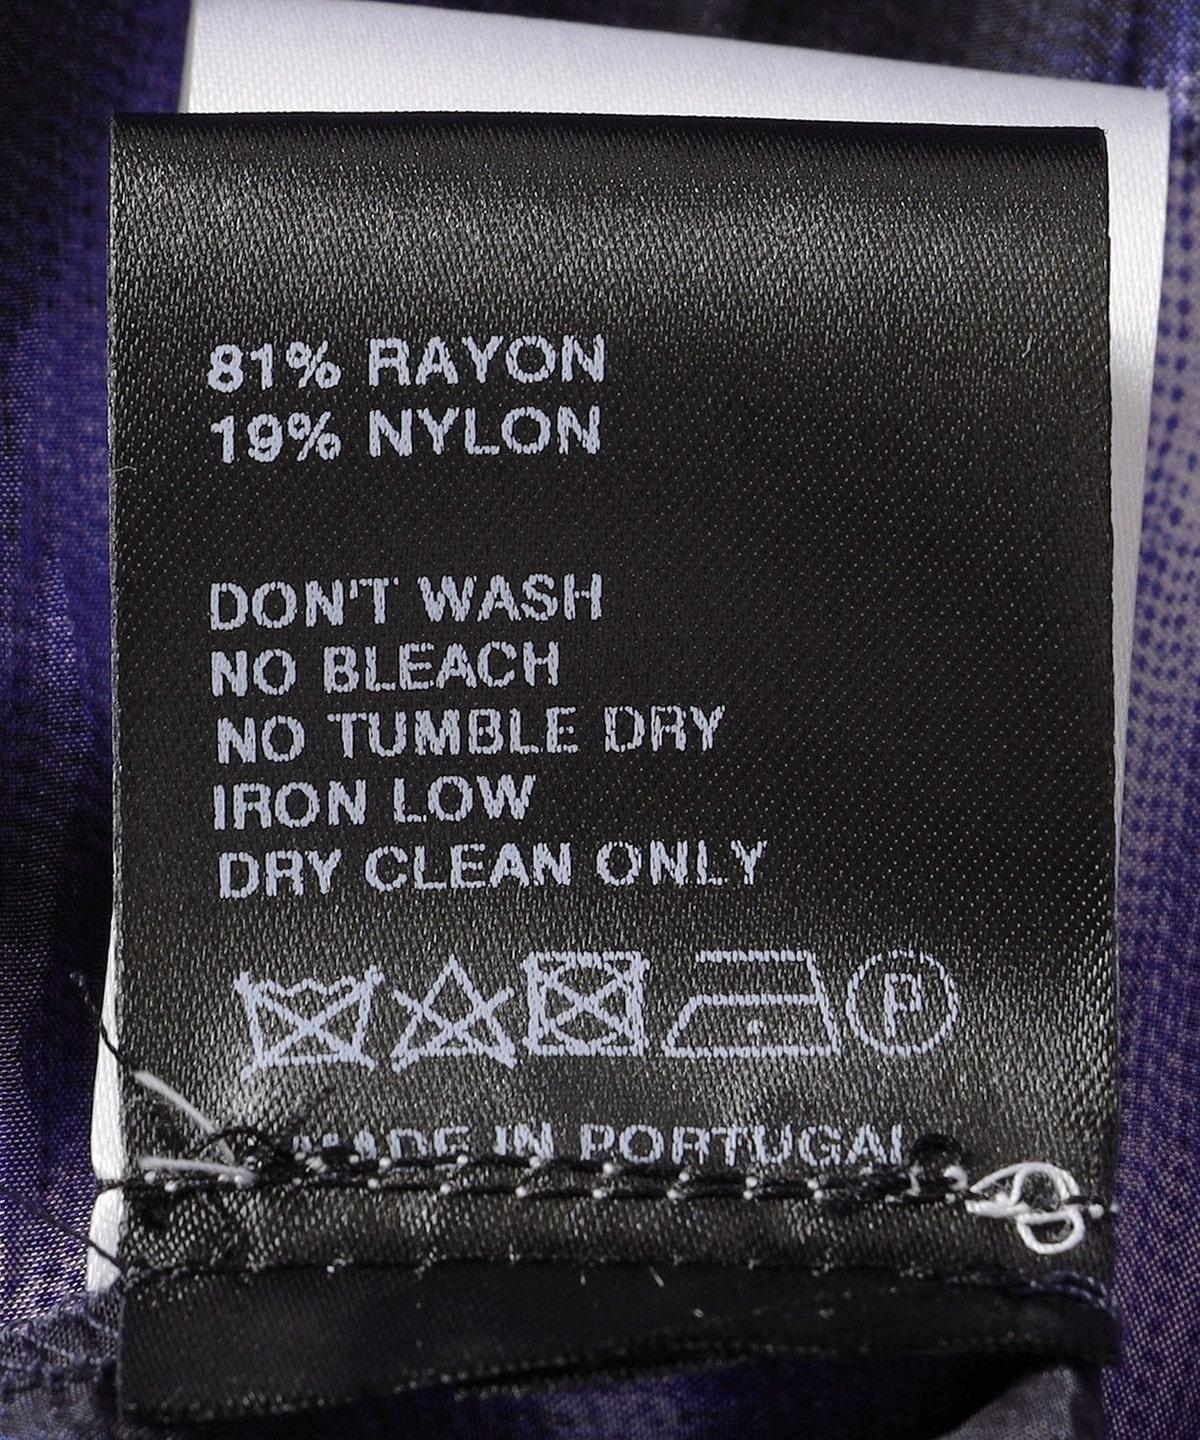 81% RAYON
19% NYLON
DON'T WASH
NO BLEACH
NO TUMBLE DRY
IRON LOW
DRY CLEAN ONLY
P
MADE IN PORTUGAL